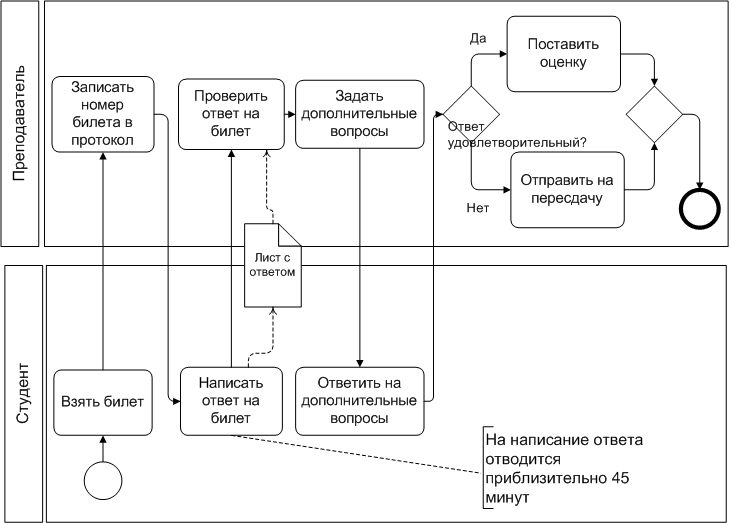 Преподаватель
Записать
номер
билета в
протокол
Проверить
ответ на
билет
Задать
дополнительные
вопросы
Да
Поставить
оценку
Ответ
удовлетворительный?
Нет
Отправить на
пересдачу
Лист с
ответом
Студент
Взять билет
Написать
ответ на
билет
Ответить на
дополнительные
вопросы
На написание ответа
отводится
приблизительно 45
минут